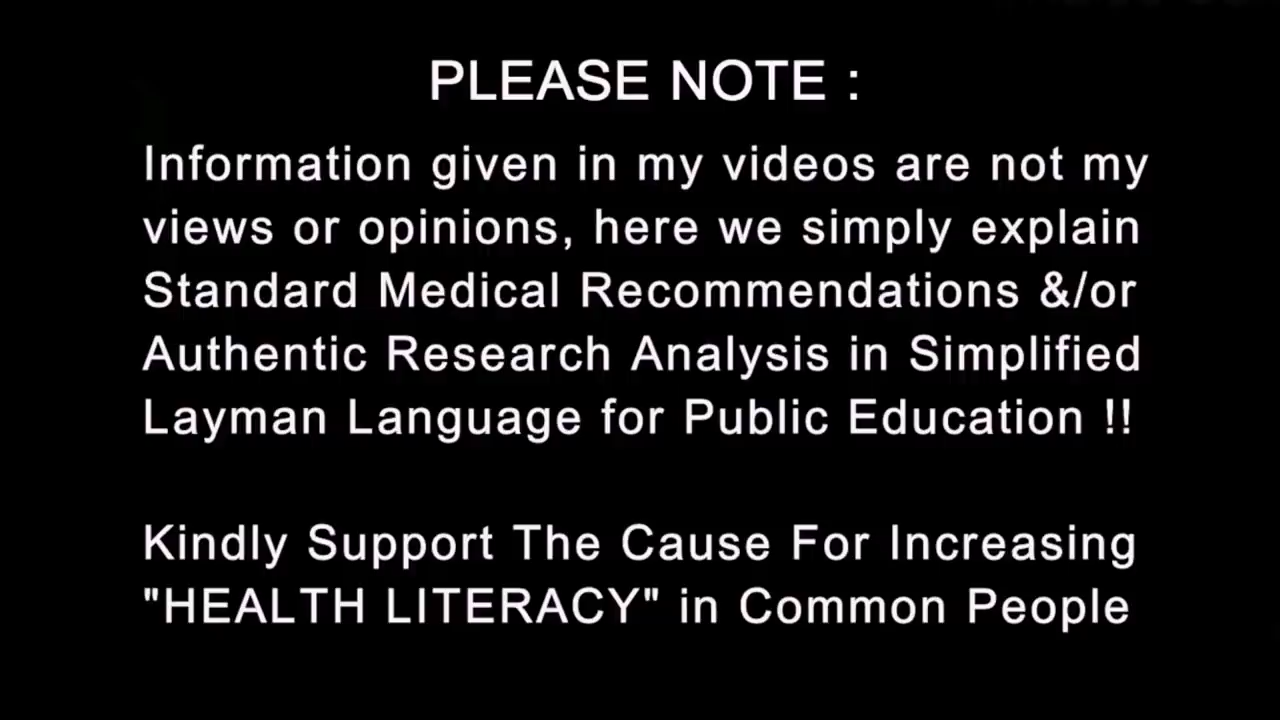 PLEASE NOTE :
Information given in my videos are not my
views or opinions, here we simply explain
Standard Medical Recommendations &/or
Authentic Research Analysis in Simplified
Layman Language for Public Education !!
Kindly Support The Cause For Increasing
"HEALTH LITERACY" in Common People